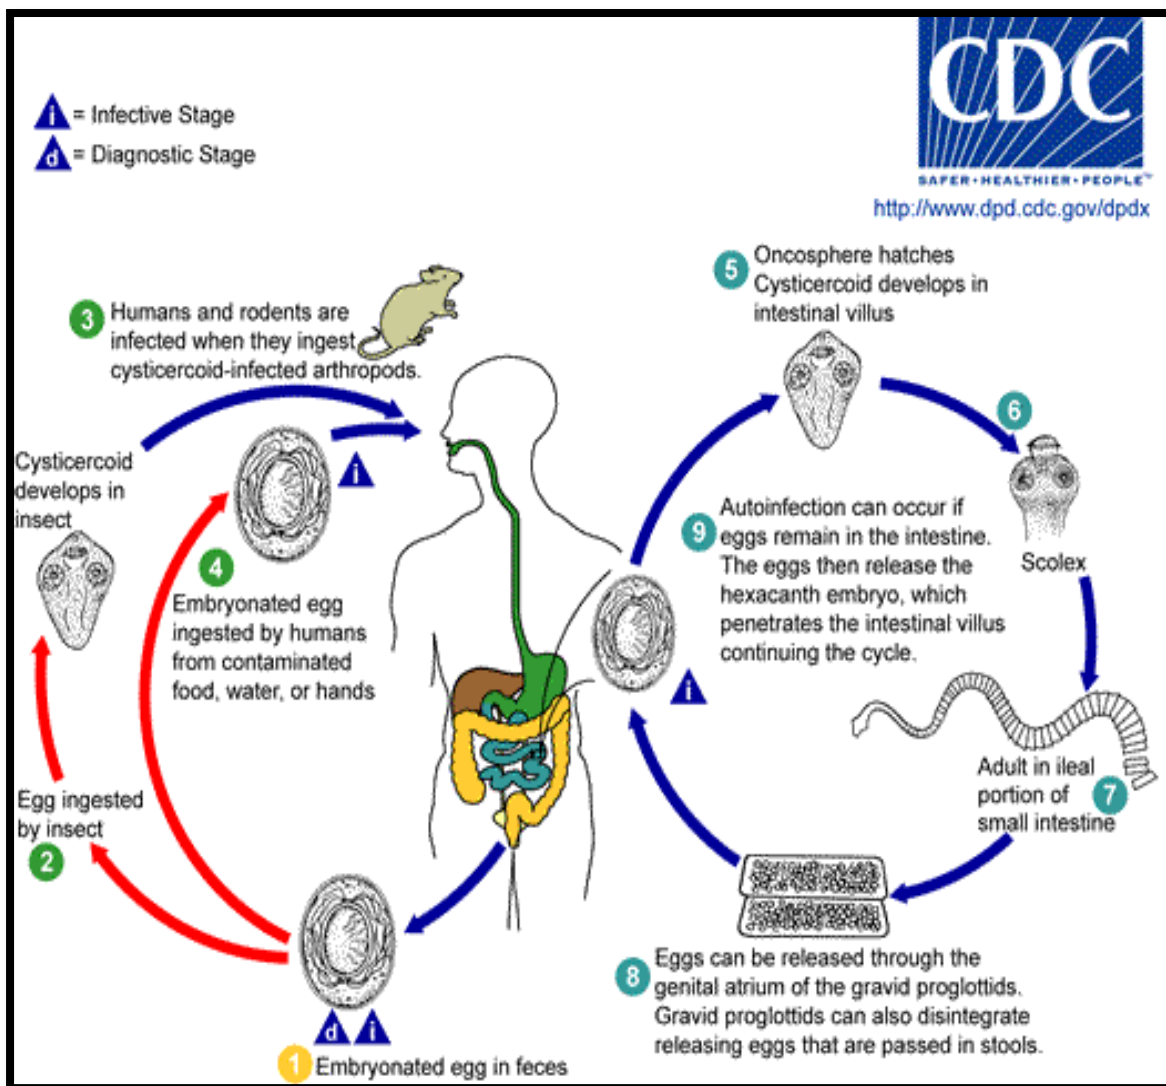 CDC
SAFER•HEALTHIER•PEOPLE™
http://www.dpd.cdc.gov/dpdx
i = Infective Stage
d = Diagnostic Stage
3 Humans and rodents are
infected when they ingest
cysticercoid-infected arthropods.
Cysticercoid
develops in
insect
i
4
Embryonated egg
ingested by humans
from contaminated
food, water, or hands
Egg ingested
by insect
2
d i
1 Embryonated egg in feces
5 Oncosphere hatches
Cysticercoid develops in
intestinal villus
6
Scolex
9 Autoinfection can occur if
eggs remain in the intestine.
The eggs then release the
hexacanth embryo, which
penetrates the intestinal villus
continuing the cycle.
i
Adult in ileal
portion of
small intestine
7
8 Eggs can be released through the
genital atrium of the gravid proglottids.
Gravid proglottids can also disintegrate
releasing eggs that are passed in stools.